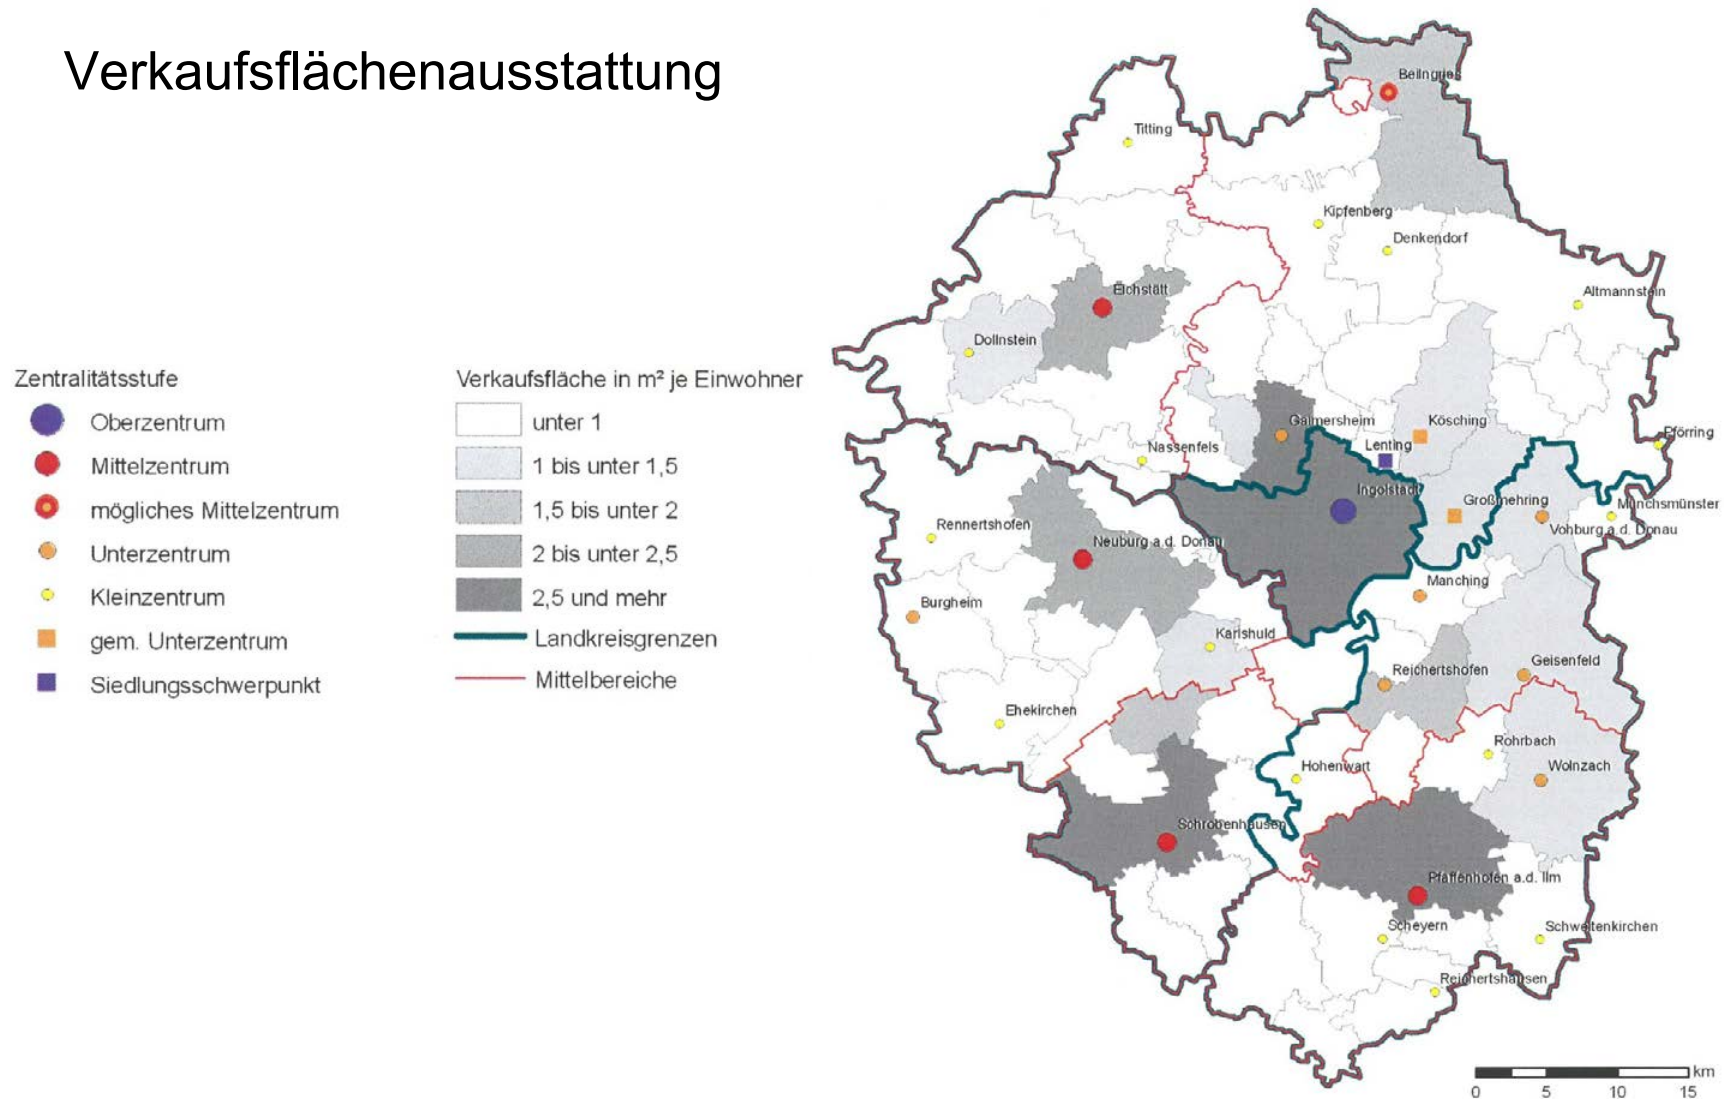 Verkaufsflächenausstattung
Zentralitätsstufe
Oberzentrum
Mittelzentrum
mögliches Mittelzentrum
Unterzentrum
Kleinzentrum
gem. Unterzentrum
Siedlungsschwerpunkt
Verkaufsfläche in m² je Einwohner
unter 1
1 bis unter 1,5
1,5 bis unter 2
2 bis unter 2,5
2,5 und mehr
Landkreisgrenzen
Mittelbereiche
Beilngries
Titting
Kipfenberg
Denkendorf
Eichstätt
Altmannstein
Dollnstein
Gaimersheim
Kösching
Pförring
Lenting
Nassenfels
Ingolstadt
Großmehring
Münchsmünster
Rennertshofen
Vohburg a.d. Donau
Neuburg a.d. Donau
Manching
Burgheim
Karlshuld
Geisenfeld
Reichertshofen
Ehekirchen
Rohrbach
Hohenwart
Wolnzach
Schrobenhausen
Pfaffenhofen a.d. Ilm
Scheyern
Schweitenkirchen
Reichertshausen
km
0 5 10 15